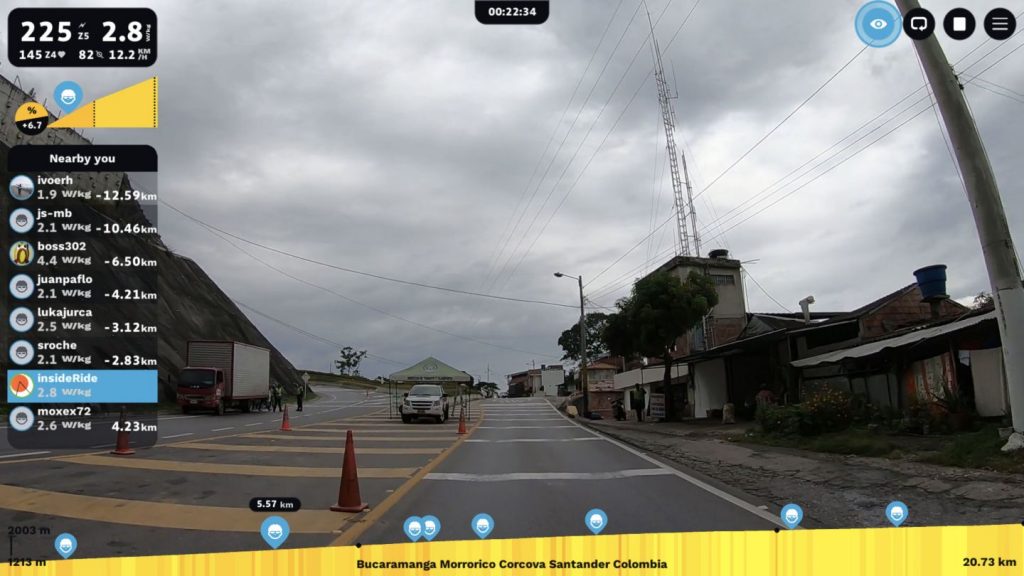 00:22:34
225 Z5 2.8 W/KG
145 Z4 82 12.2 KM/H
%
+6.7
Nearby you
ivoerh
1.9 W/kg -12.59km
js-mb
2.1 W/kg -10.46km
boss302
4.4 W/kg -6.50km
juanpaflo
2.1 W/kg -4.21km
lukajurca
2.5 W/kg -3.12km
sroche
2.1 W/kg -2.83km
insideRide
2.8 W/kg
moxex72
2.6 W/kg 4.23km
5.57 km
2003 m
1213 m
Bucaramanga Morrorico Corcova Santander Colombia
20.73 km